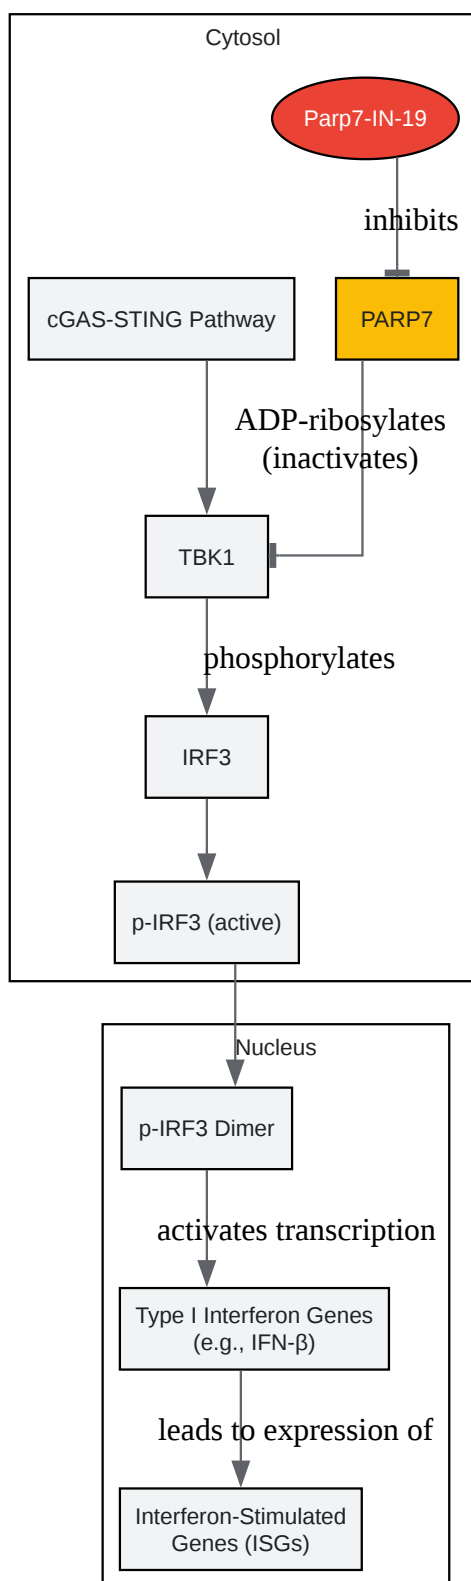 Cytosol
Parp7-IN-19
inhibits
cGAS-STING Pathway
PARP7
ADP-ribosylates
(inactivates)
TBK1
phosphorylates
IRF3
p-IRF3 (active)
Nucleus
p-IRF3 Dimer
activates transcription
Type I Interferon Genes
(e.g., IFN-β)
leads to expression of
Interferon-Stimulated
Genes (ISGs)